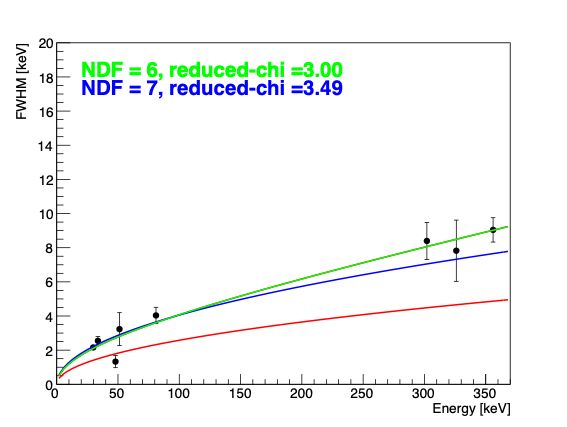 FWHM [keV]
20
18
16
14
12
10
8
6
4
2
0
NDF = 6, reduced-chi =3.00
NDF = 7, reduced-chi =3.49
0 50 100 150 200 250 300 350
Energy [keV]